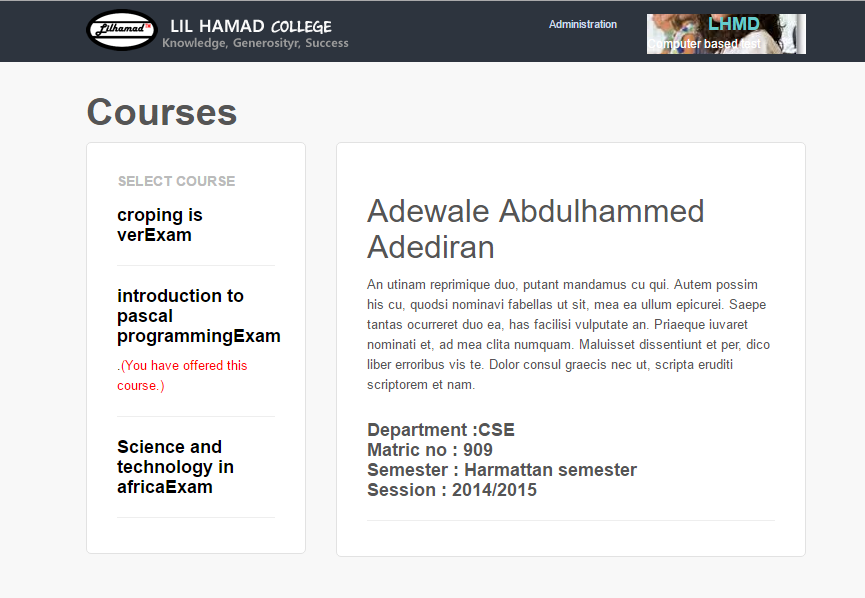 Lilhamad
LIL HAMAD COLLEGE
Knowledge, Generosityr, Success
Administration
LHMD
Computer based test
Courses
SELECT COURSE
croping is
verExam
introduction to
pascal
programmingExam
.(You have offered this
course.)
Science and
technology in
africaExam
Adewale Abdulhammed
Adediran
An utinam reprimique duo, putant mandamus cu qui. Autem possim
his cu, quodsi nominavi fabellas ut sit, mea ea ullum epicurei. Saepe
tantas ocurreret duo ea, has facilisi vulputate an. Priaeque iuvaret
nominati et, ad mea clita numquam. Maluisset dissentiunt et per, dico
liber erroribus vis te. Dolor consul graecis nec ut, scripta eruditi
scriptorem et nam.
Department :CSE
Matric no : 909
Semester : Harmattan semester
Session : 2014/2015